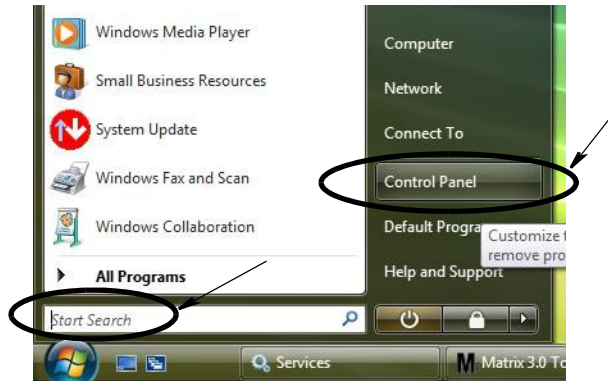 Windows Media Player
Small Business Resources
System Update
Windows Fax and Scan
Windows Collaboration
All Programs
Start Search
Computer
Network
Connect To
Control Panel
Default Progra
Customize t
remove pro
Help and Support
Services
M Matrix 3.0 To